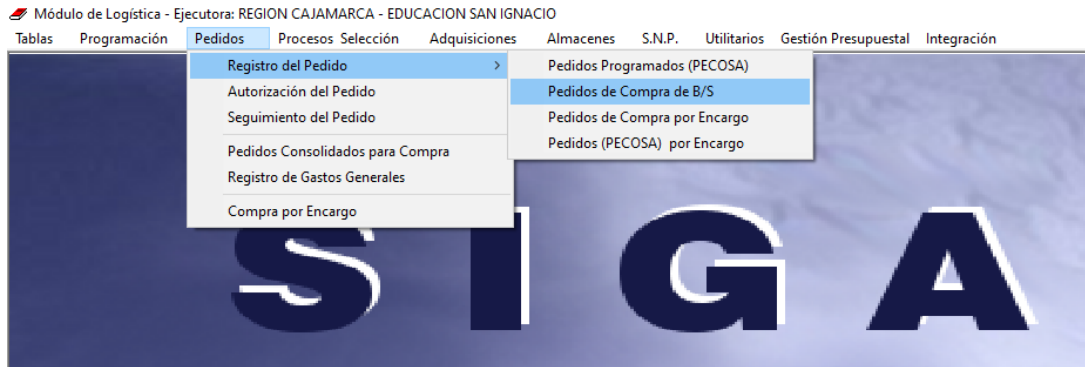 Módulo de Logística - Ejecutora: REGION CAJAMARCA - EDUCACION SAN IGNACIO
Tablas Programación Pedidos Procesos Selección Adquisiciones Almacenes S.N.P. Utilitarios Gestión Presupuestal Integración
Registro del Pedido >
Autorización del Pedido
Seguimiento del Pedido
Pedidos Consolidados para Compra
Registro de Gastos Generales
Compra por Encargo
Pedidos Programados (PECOSA)
Pedidos de Compra de B/S
Pedidos de Compra por Encargo
Pedidos (PECOSA) por Encargo
SIGA